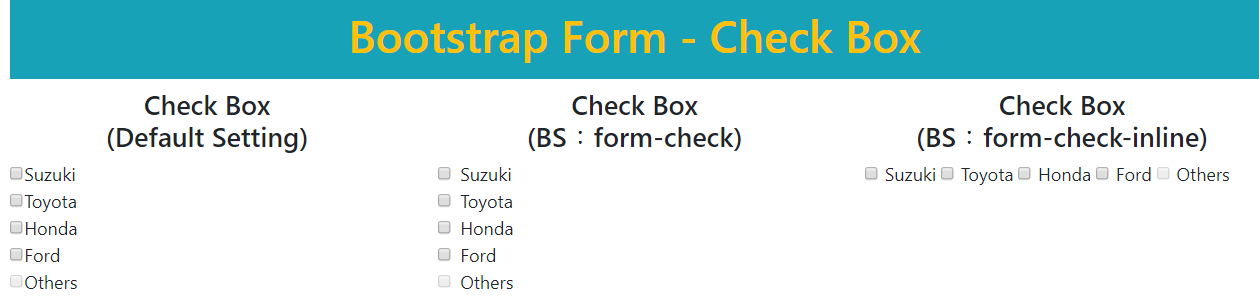 Bootstrap Form - Check Box
Check Box
(Default Setting)
Suzuki
Toyota
Honda
Ford
Others
Check Box
(BS：form-check)
Suzuki
Toyota
Honda
Ford
Others
Check Box
(BS：form-check-inline)
Suzuki Toyota Honda Ford Others